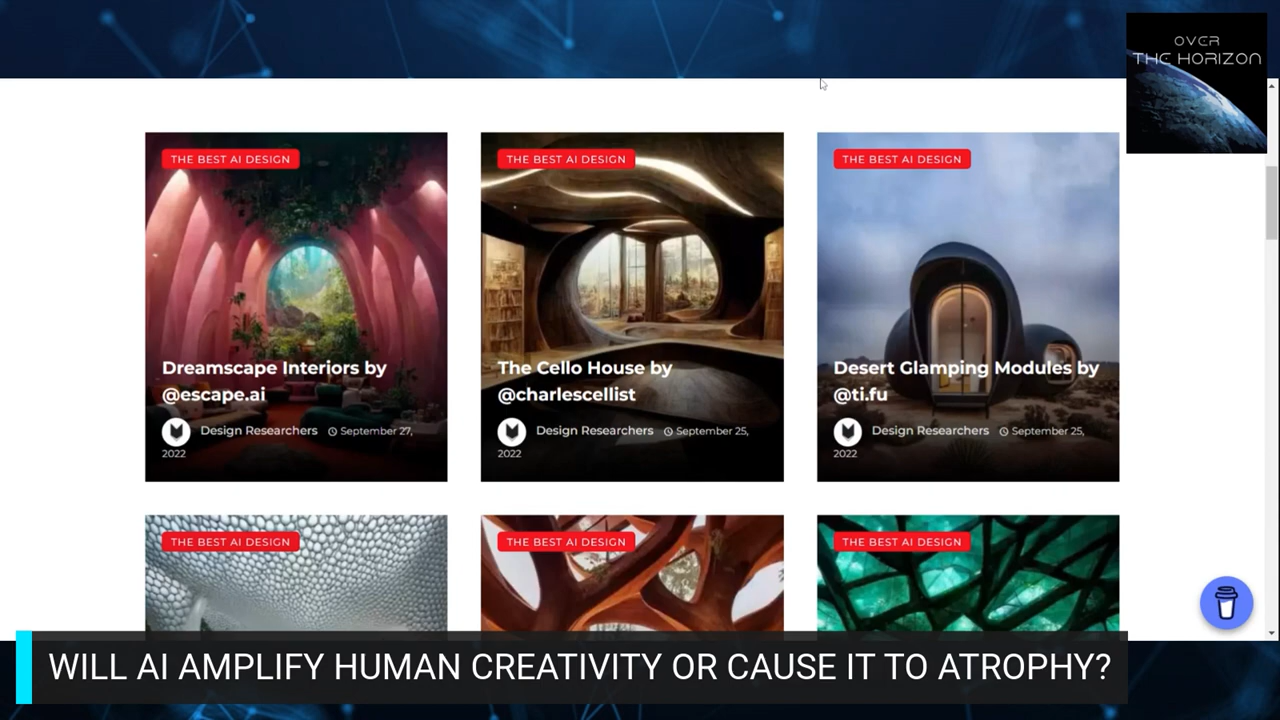 OVER
THE HORIZON
THE BEST AI DESIGN
Dreamscape Interiors by
@escape.ai
Design Researchers September 27,
2022
THE BEST AI DESIGN
The Cello House by
@charlescellist
Design Researchers September 25,
2022
THE BEST AI DESIGN
Desert Glamping Modules by
@ti.fu
Design Researchers September 25,
2022
THE BEST AI DESIGN
THE BEST AI DESIGN
THE BEST AI DESIGN
WILL AI AMPLIFY HUMAN CREATIVITY OR CAUSE IT TO ATROPHY?